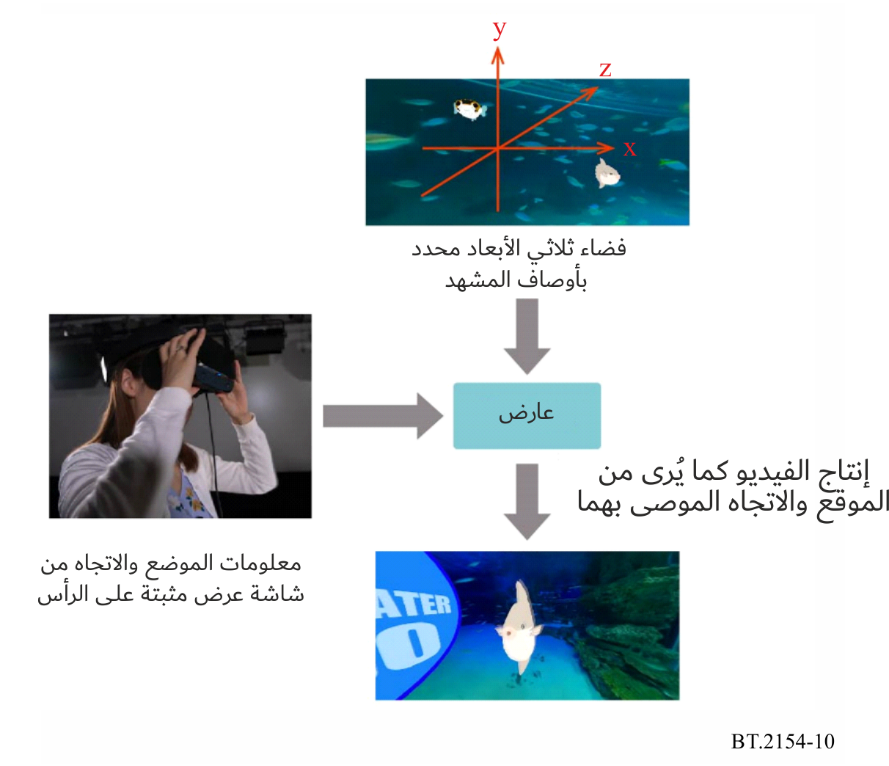 y
z
x
فضاء ثلاثي الأبعاد محدد
بأوصاف المشهد
عارض
إنتاج الفيديو كما يُرى من
الموقع والاتجاه الموصى بهما
معلومات الموضع والاتجاه من
شاشة عرض مثبتة على الرأس
ATER
O
BT.2154-10